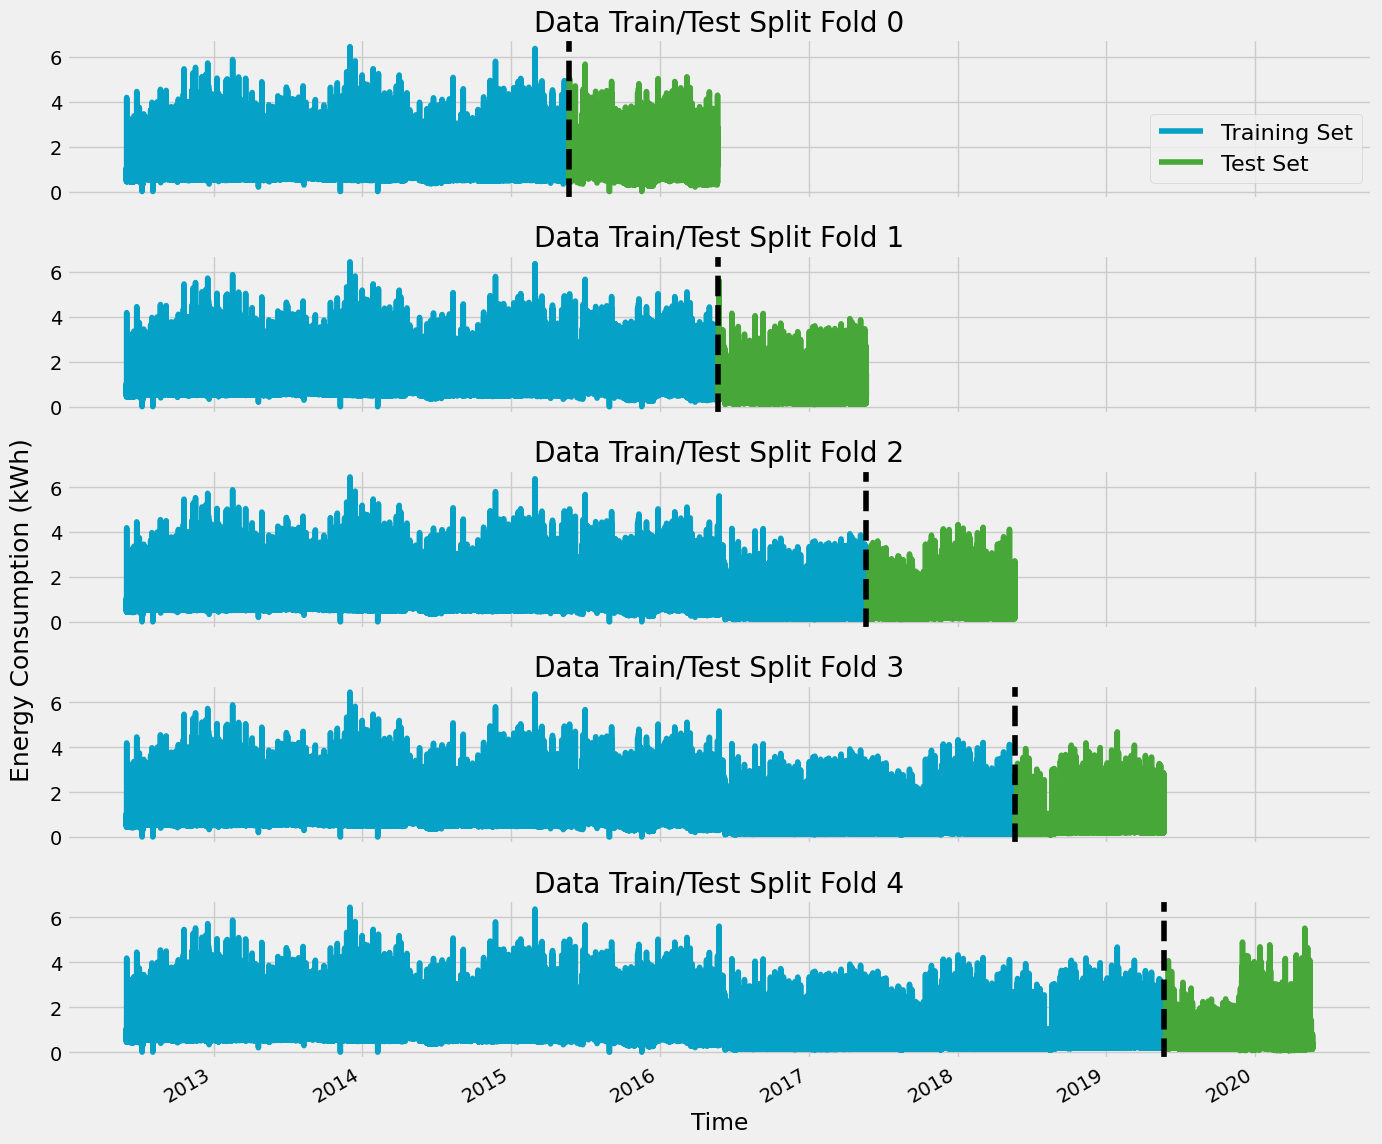 Data Train/Test Split Fold 0
6
4
2
0
Training Set
Test Set
Data Train/Test Split Fold 1
6
4
2
0
Data Train/Test Split Fold 2
6
4
2
0
Energy Consumption (kWh)
Data Train/Test Split Fold 3
6
4
2
0
Data Train/Test Split Fold 4
6
4
2
0
2013 2014 2015 2016 2017 2018 2019 2020
Time